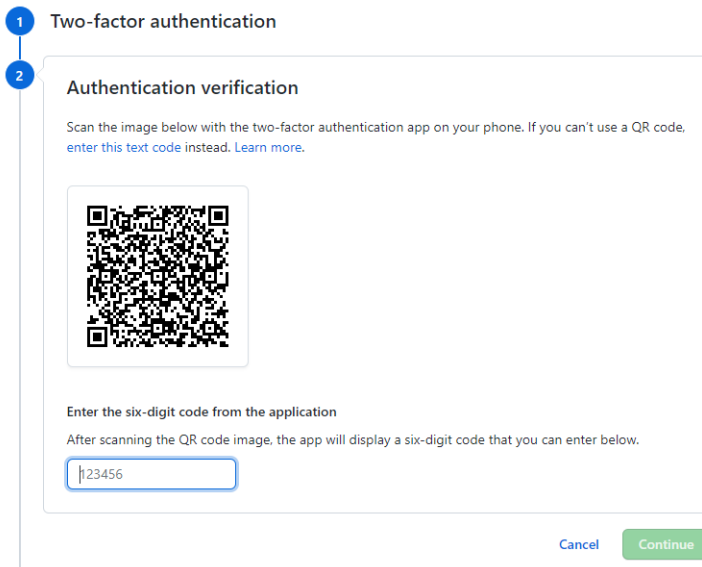 1 Two-factor authentication
2
Authentication verification
Scan the image below with the two-factor authentication app on your phone. If you can't use a QR code,
enter this text code instead. Learn more.
Enter the six-digit code from the application
After scanning the QR code image, the app will display a six-digit code that you can enter below.
123456
Cancel Continue